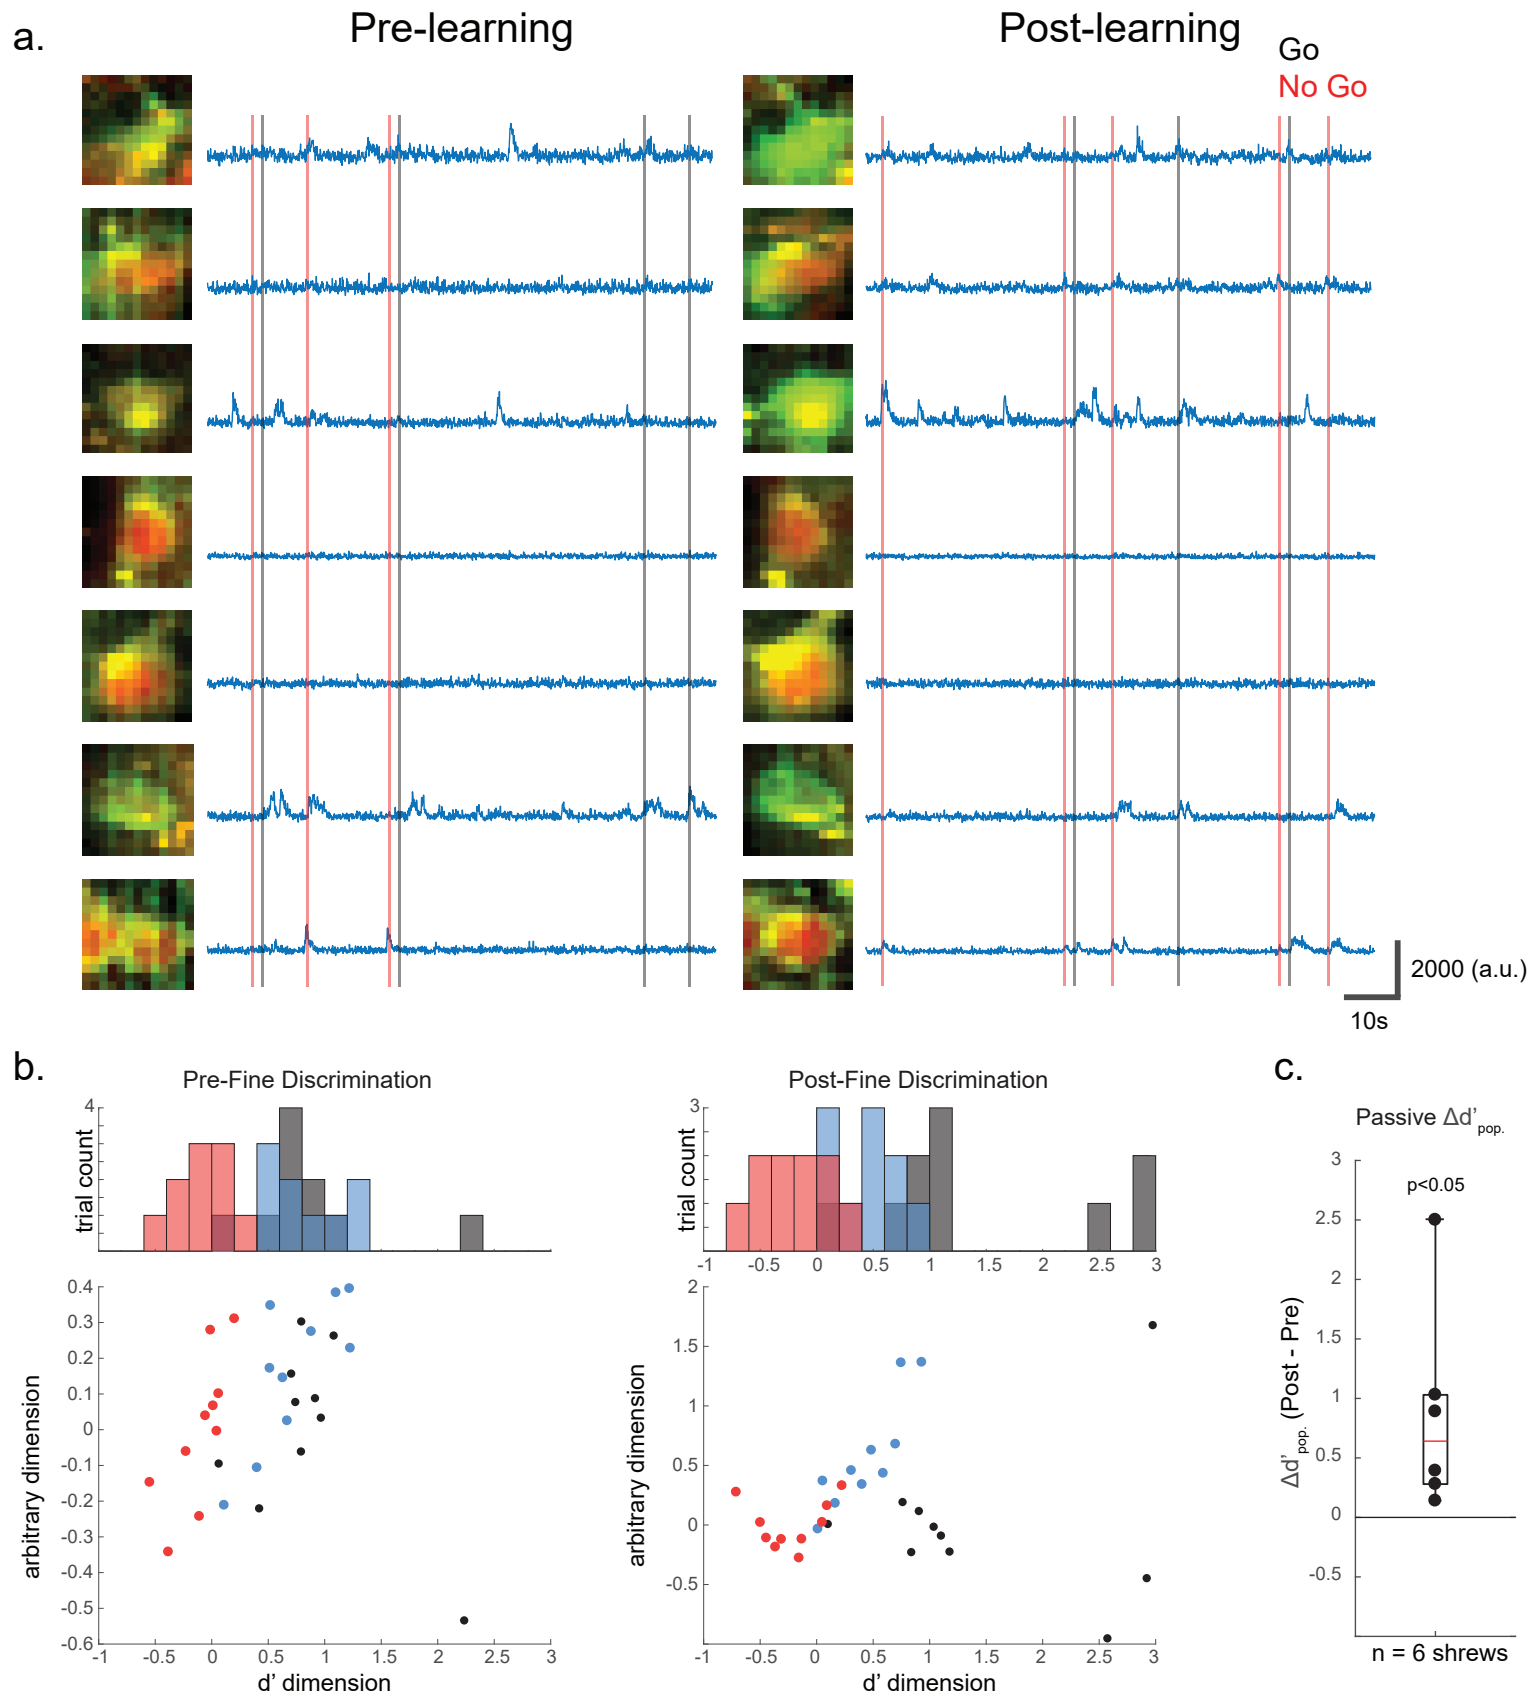 a.
Pre-learning
Post-learning
Go
No Go
2000 (a.u.)
10s
b.
Pre-Fine Discrimination
4
trial count
0.4
0.3
0.2
0.1
0
-0.1
-0.2
-0.3
-0.4
-0.5
-0.6
arbitrary dimension
-1 -0.5 0 0.5 1 1.5 2 2.5 3
d' dimension
Post-Fine Discrimination
3
trial count
-1 -0.5 0 0.5 1 1.5 2 2.5 3
2
1.5
1
0.5
0
-0.5
arbitrary dimension
-1 -0.5 0 0.5 1 1.5 2 2.5 3
d' dimension
c.
Passive Δd'pop.
3
p<0.05
2.5
2
1.5
1
0.5
0
-0.5
Δd'pop. (Post - Pre)
n = 6 shrews